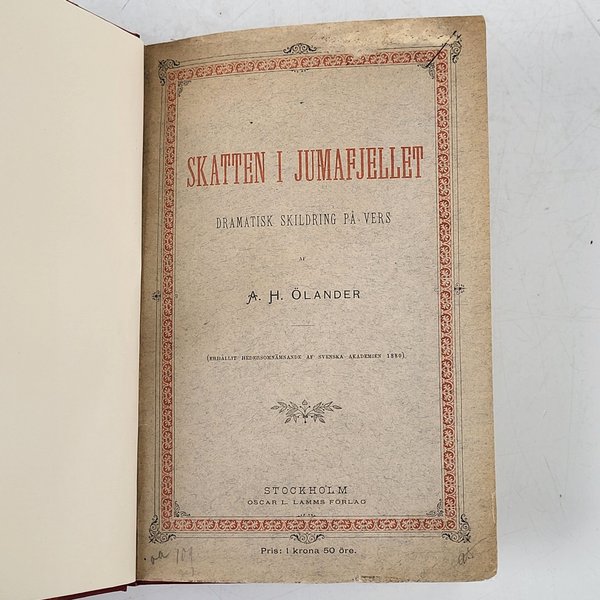 SKATTEN I JUMAFJELLET
DRAMATISK SKILDRING PÅ VERS
AF
A. H. ÖLANDER
(ERHÅLLIT HEDERSOMNÄMNANDE AF SVENSKA AKADEMIEN 1880).
STOCKHOLM
OSCAR L. LAMMS FÖRLAG
Pris: 1 krona 50 öre.